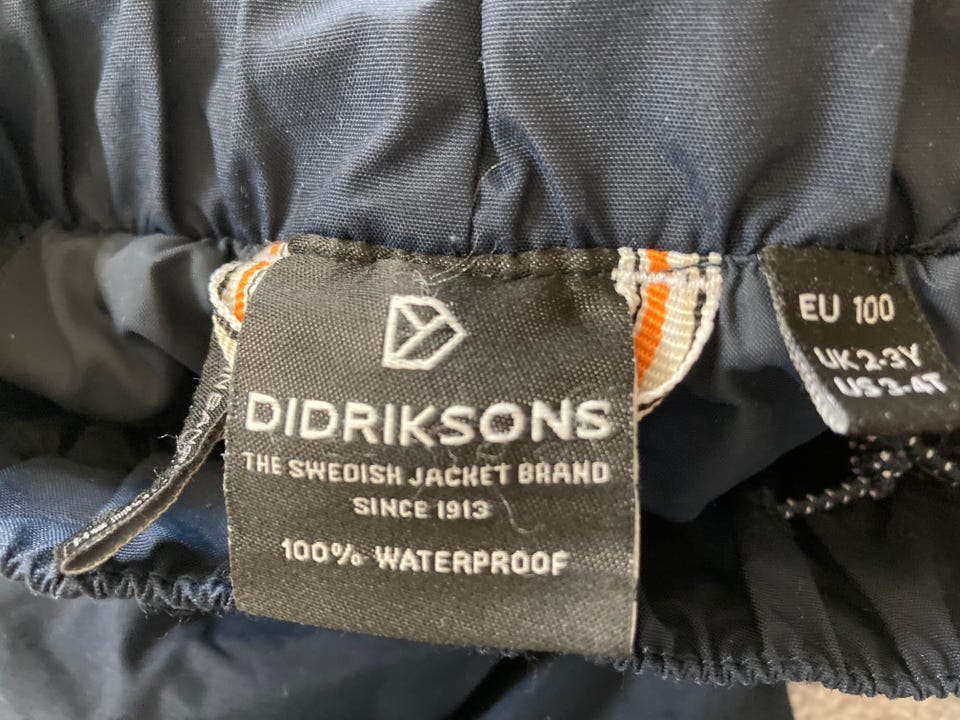 DIDRIKSONS
THE SWEDISH JACKET BRAND
SINCE 1913
100% WATERPROOF
EU 100
UK 2-3Y
US 3-4T